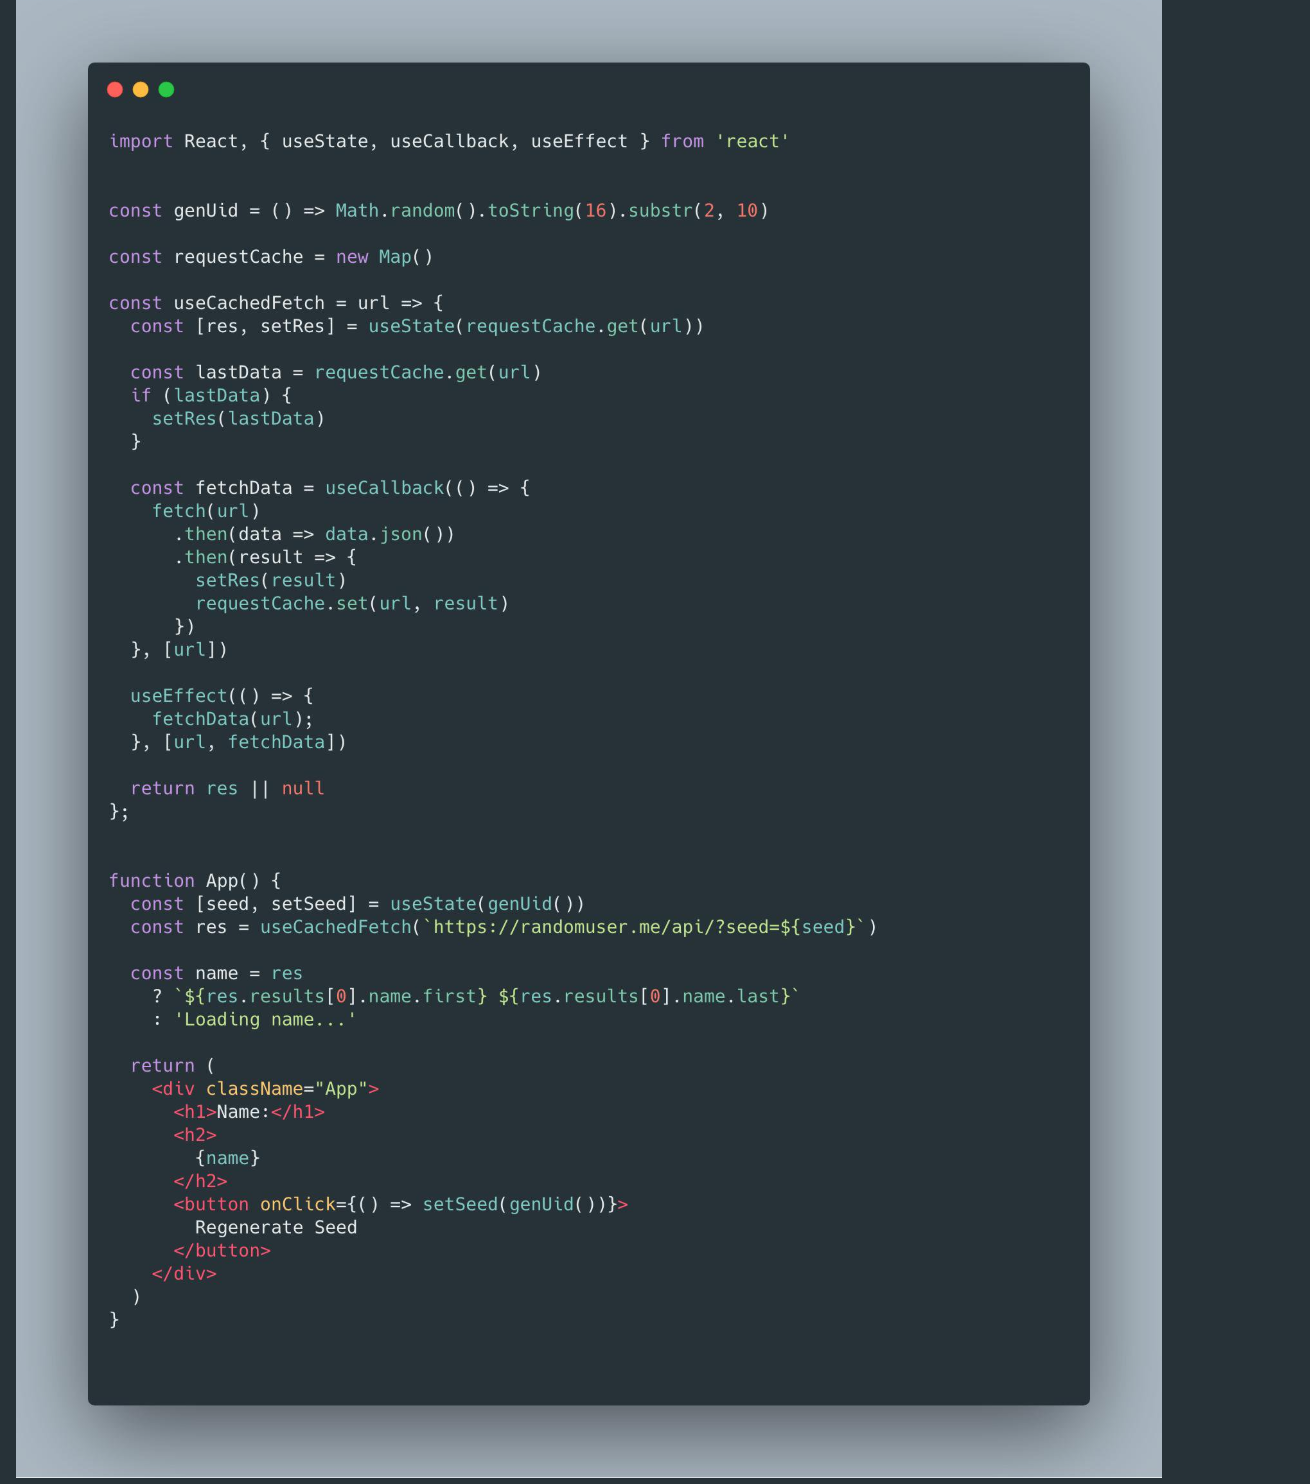 import React, { useState, useCallback, useEffect } from 'react'
const genUid = () => Math.random().toString(16).substr(2, 10)
const requestCache = new Map()
const useCachedFetch = url => {
  const [res, setRes] = useState(requestCache.get(url))
  const lastData = requestCache.get(url)
  if (lastData) {
    setRes(lastData)
  }
  const fetchData = useCallback(() => {
    fetch(url)
      .then(data => data.json())
      .then(result => {
        setRes(result)
        requestCache.set(url, result)
      })
  }, [url])
  useEffect(() => {
    fetchData(url);
  }, [url, fetchData])
  return res || null
};
function App() {
  const [seed, setSeed] = useState(genUid())
  const res = useCachedFetch(`https://randomuser.me/api/?seed=${seed}`)
  const name = res
    ? `${res.results[0].name.first} ${res.results[0].name.last}`
    : 'Loading name...'
  return (
    <div className="App">
      <h1>Name:</h1>
      <h2>
        {name}
      </h2>
      <button onClick={() => setSeed(genUid())}>
        Regenerate Seed
      </button>
    </div>
  )
}